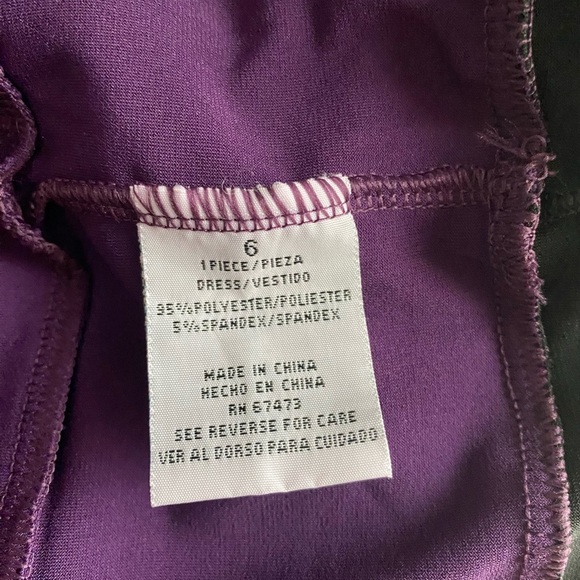 6
1 PIECE/PIEZA
DRESS/VESTIDO
95%POLYESTER/POLIESTER
5%SPANDEX/SPANDEX
MADE IN CHINA
HECHO EN CHINA
RN 67473
SEE REVERSE FOR CARE
VER AL DORSO PARA CUIDADO